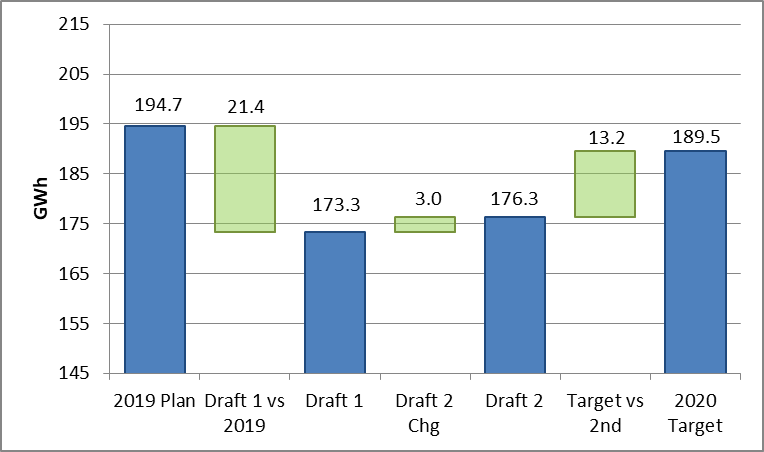 215
205
195
185
175
165
155
145
GWh
194.7
21.4
173.3
3.0
176.3
13.2
189.5
2019 Plan
Draft 1 vs
2019
Draft 1
Draft 2
Chg
Draft 2
Target vs
2nd
2020
Target